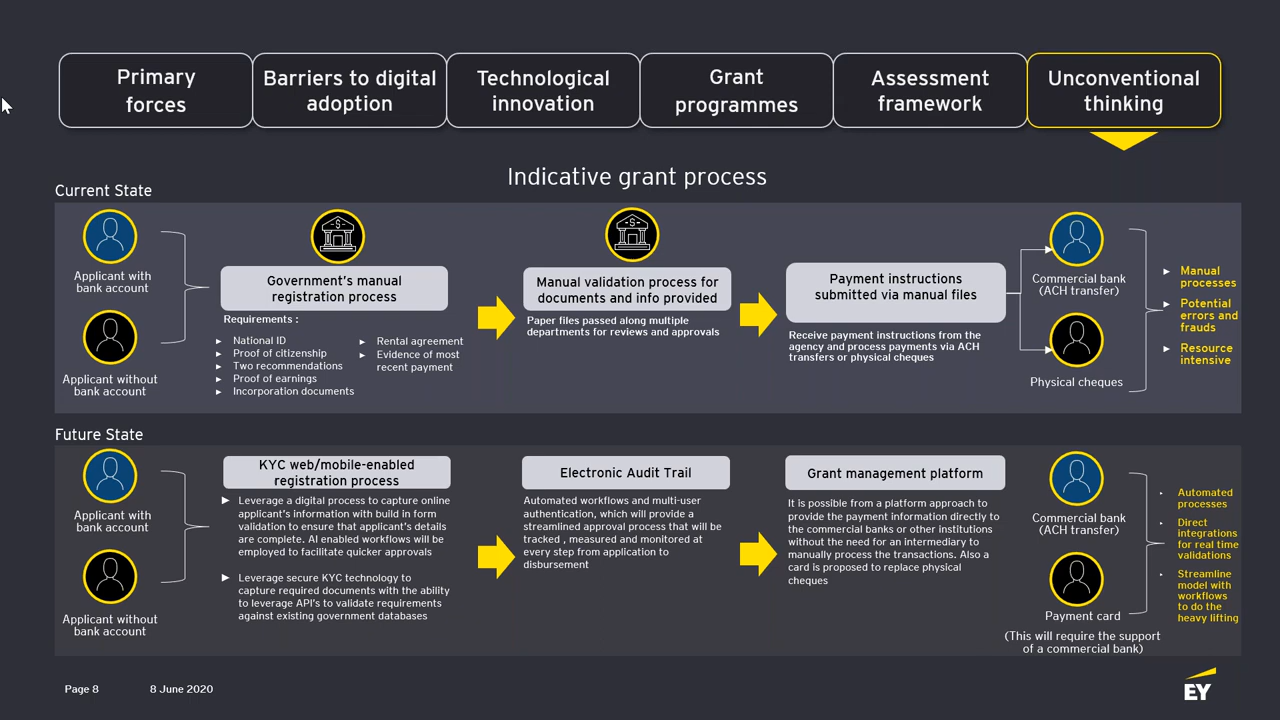 Primary
forces
Barriers to digital
adoption
Technological
innovation
Grant
programmes
Assessment
framework
Unconventional
thinking
Indicative grant process
Current State
Applicant with
bank account
Applicant without
bank account
Government's manual
registration process
Requirements :
► National ID
► Proof of citizenship
► Two recommendations
► Proof of earnings
► Incorporation documents
► Rental agreement
► Evidence of most
recent payment
Manual validation process for
documents and info provided
Paper files passed along multiple
departments for reviews and approvals
Payment instructions
submitted via manual files
Receive payment instructions from the
agency and process payments via ACH
transfers or physical cheques
Commercial bank
(ACH transfer)
Physical cheques
► Manual
processes
► Potential
errors and
frauds
► Resource
intensive
Future State
Applicant with
bank account
Applicant without
bank account
KYC web/mobile-enabled
registration process
► Leverage a digital process to capture online
applicant's information with build in form
validation to ensure that applicant's details
are complete. AI enabled workflows will be
employed to facilitate quicker approvals
► Leverage secure KYC technology to
capture required documents with the ability
to leverage API's to validate requirements
against existing government databases
Electronic Audit Trail
Automated workflows and multi-user
authentication, which will provide a
streamlined approval process that will be
tracked , measured and monitored at
every step from application to
disbursement
Grant management platform
It is possible from a platform approach to
provide the payment information directly to
the commercial banks or other institutions
without the need for an intermediary to
manually process the transactions. Also a
card is proposed to replace physical
cheques
Commercial bank
(ACH transfer)
Payment card
(This will require the support
of a commercial bank)
• Automated
processes
• Direct
integrations
for real time
validations
• Streamline
model with
workflows
to do the
heavy lifting
Page 8
8 June 2020
EY